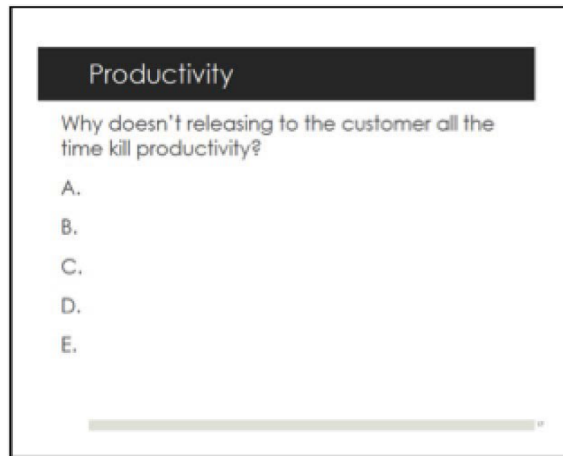 Productivity
Why doesn't releasing to the customer all the
time kill productivity?
A.
B.
C.
D.
E.